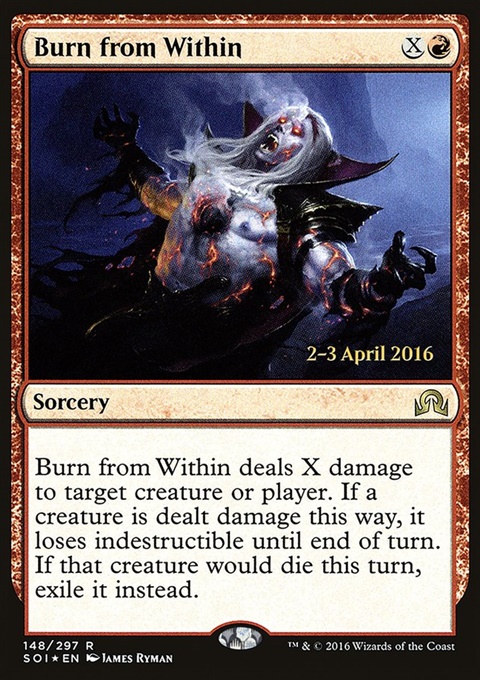 Burn from Within X
2–3 April 2016
Sorcery
Burn from Within deals X damage
to target creature or player. If a
creature is dealt damage this way, it
loses indestructible until end of turn.
If that creature would die this turn,
exile it instead.
148/297 R
SOI★EN James Ryman
™ & © 2016 Wizards of the Coast